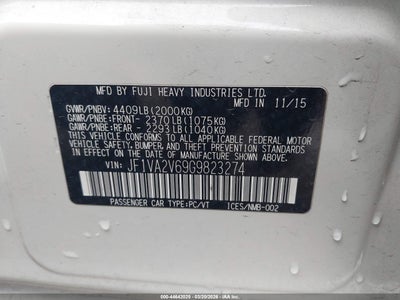 MFD BY FUJI HEAVY INDUSTRIES LTD.
GVWR/PNBV: 4409LB(2000KG) MFD. IN 11/15
GAWR/PNBE:FRONT- 2370LB(1075KG)
GAWR/PNBE:REAR - 2293LB(1040KG)
THIS VEHICLE CONFORMS TO ALL APPLICABLE FEDERAL MOTOR
VEHICLE SAFETY, BUMPER, AND THEFT PREVENTION STANDARDS
IN EFFECT ON THE DATE OF MANUFACTURE SHOWN ABOVE.
VIN: JF1VA2V69G9823274
PASSENGER CAR TYPE:PC/VT ICES/NMB-002